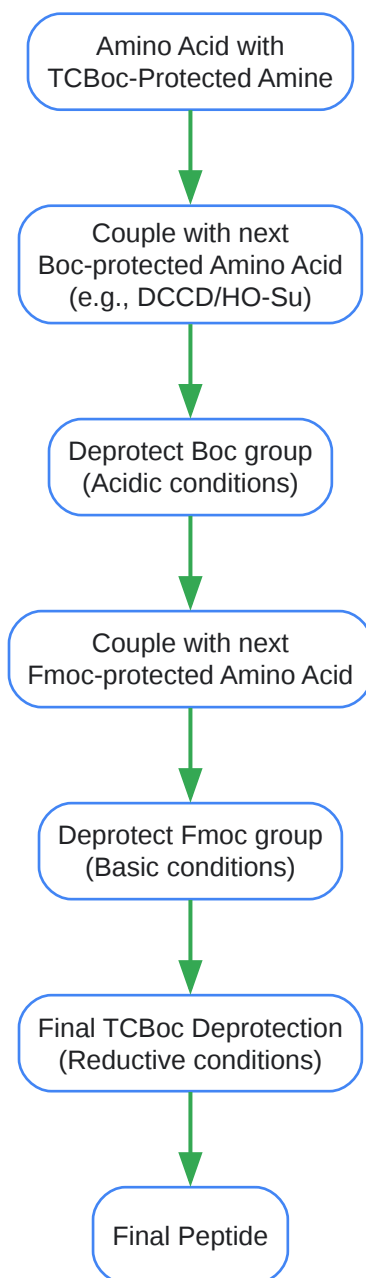 Amino Acid with
TCBoc-Protected Amine
Couple with next
Boc-protected Amino Acid
(e.g., DCCD/HO-Su)
Deprotect Boc group
(Acidic conditions)
Couple with next
Fmoc-protected Amino Acid
Deprotect Fmoc group
(Basic conditions)
Final TCBoc Deprotection
(Reductive conditions)
Final Peptide